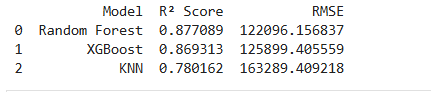 Model R² Score RMSE
0 Random Forest 0.877089 122096.156837
1 XGBoost 0.869313 125899.405559
2 KNN 0.780162 163289.409218